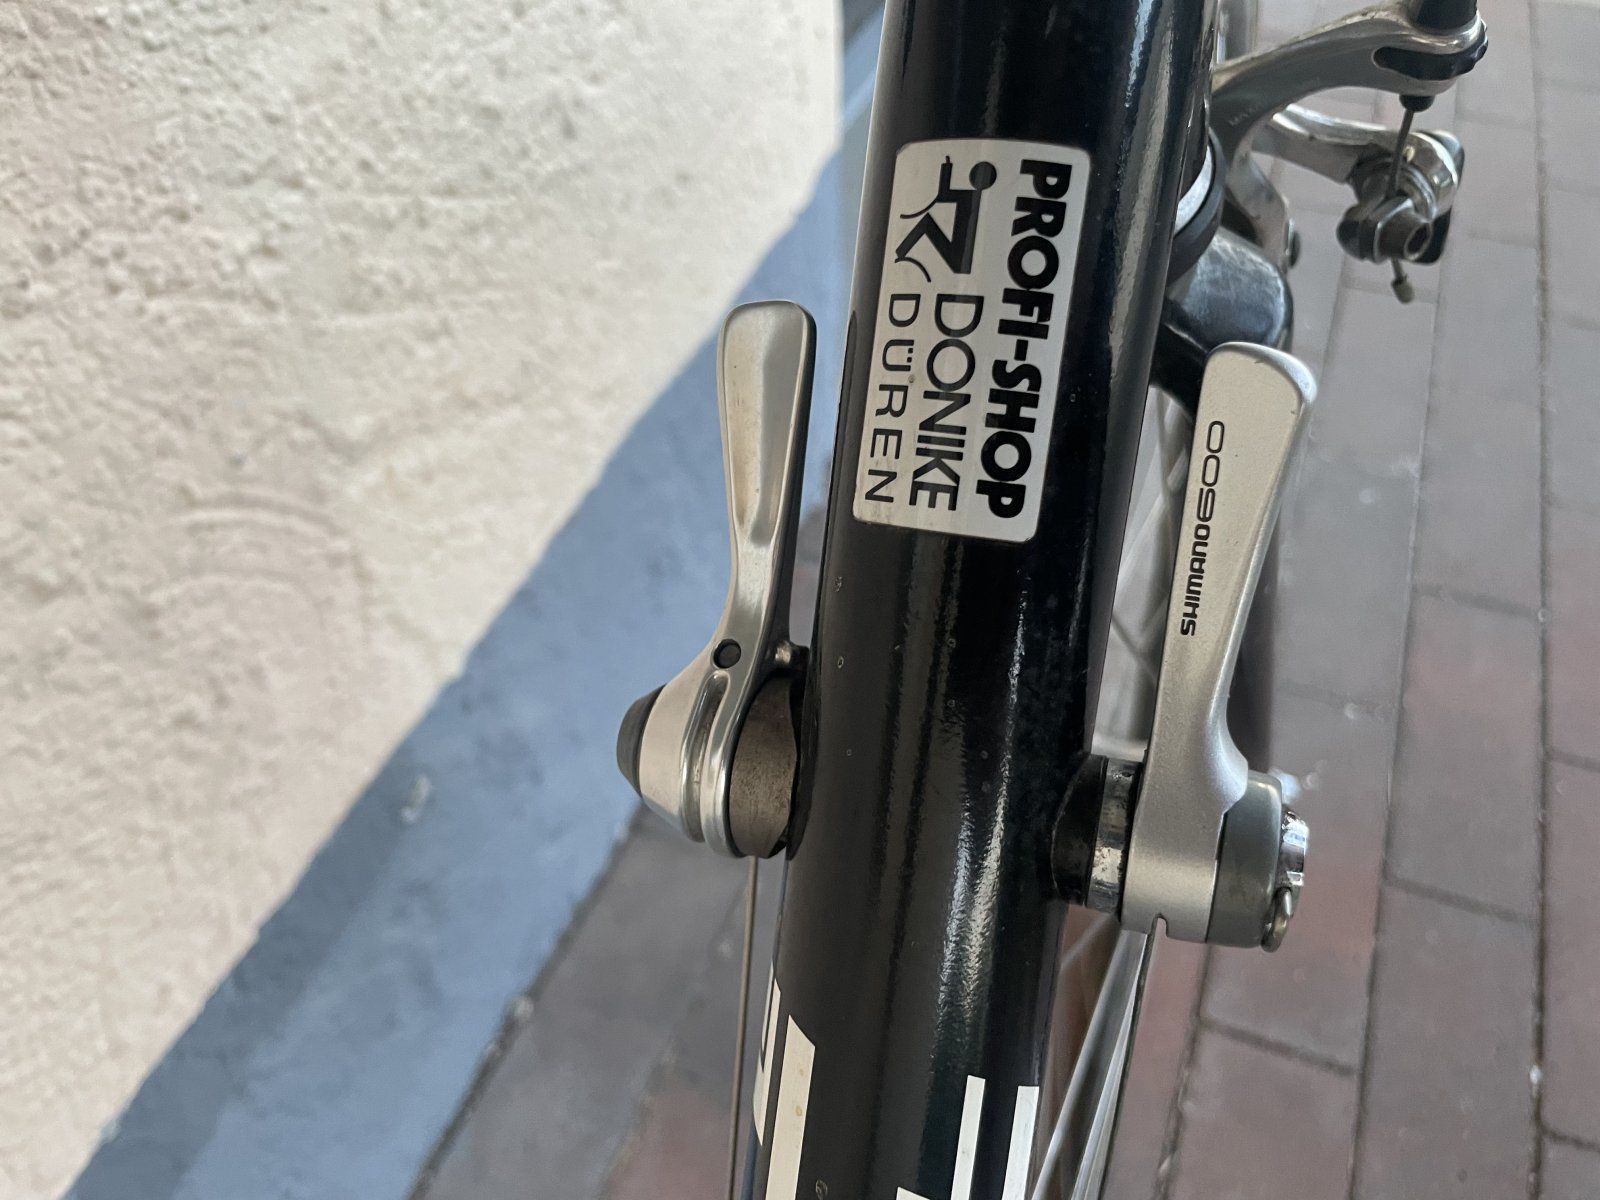 PROFI-SHOP
DONIKE
DÜREN
SHIMANO600